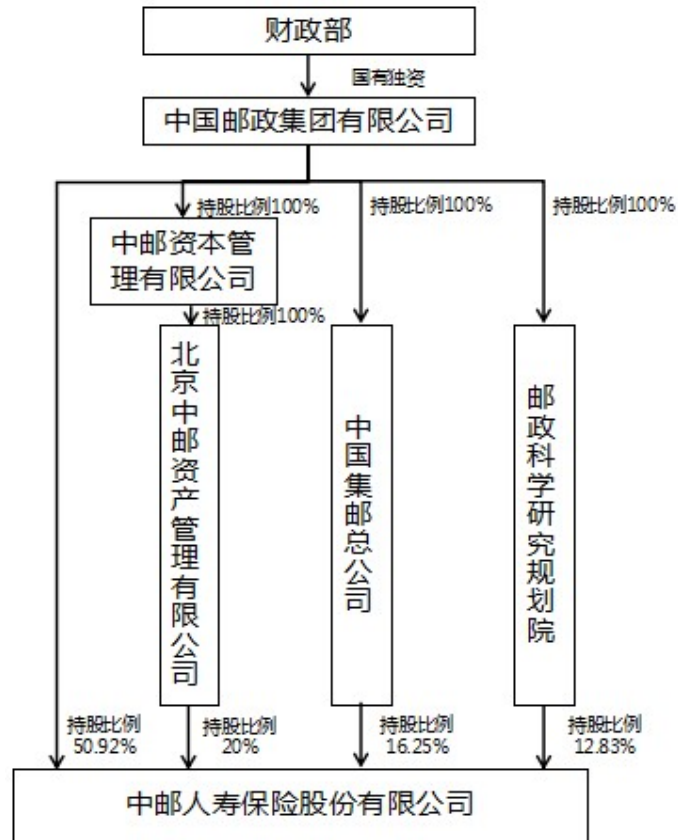 财政部
国有独资
中国邮政集团有限公司
持股比例100%
持股比例100%
持股比例100%
中邮资本管
理有限公司
持股比例100%
北京中邮资产管理有限公司
中国集邮总公司
邮政科学研究规划院
持股比例
50.92%
持股比例
20%
持股比例
16.25%
持股比例
12.83%
中邮人寿保险股份有限公司